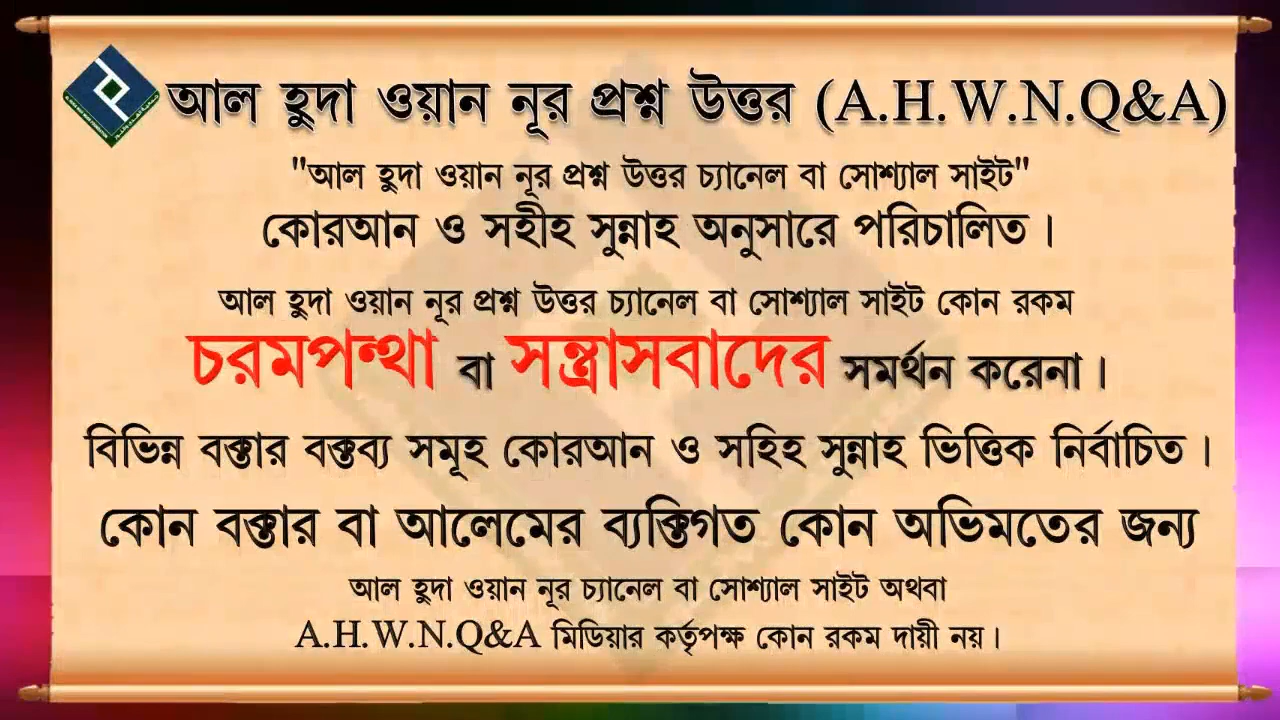 আল হুদা ওয়ান নূর প্রশ্ন উত্তর (A.H.W.N.Q&A)
"আল হুদা ওয়ান নূর প্রশ্ন উত্তর চ্যানেল বা সোশ্যাল সাইট"
কোরআন ও সহীহ সুন্নাহ অনুসারে পরিচালিত।
আল হুদা ওয়ান নূর প্রশ্ন উত্তর চ্যানেল বা সোশ্যাল সাইট কোন রকম
চরমপন্থা বা সন্ত্রাসবাদের সমর্থন করেনা।
বিভিন্ন বক্তার বক্তব্য সমূহ কোরআন ও সহিহ সুন্নাহ ভিত্তিক নির্বাচিত।
কোন বক্তার বা আলেমের ব্যক্তিগত কোন অভিমতের জন্য
আল হুদা ওয়ান নূর চ্যানেল বা সোশ্যাল সাইট অথবা
A.H.W.N.Q&A মিডিয়ার কর্তৃপক্ষ কোন রকম দায়ী নয়।